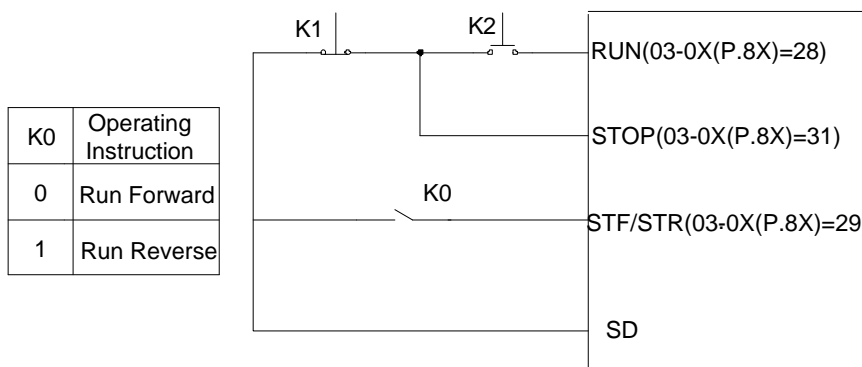 K1
K2
RUN(03-0X(P.8X)=28)
STOP(03-0X(P.8X)=31)
K0
STF/STR(03-0X(P.8X)=29
SD
K0 Operating
Instruction
0 Run Forward
1 Run Reverse